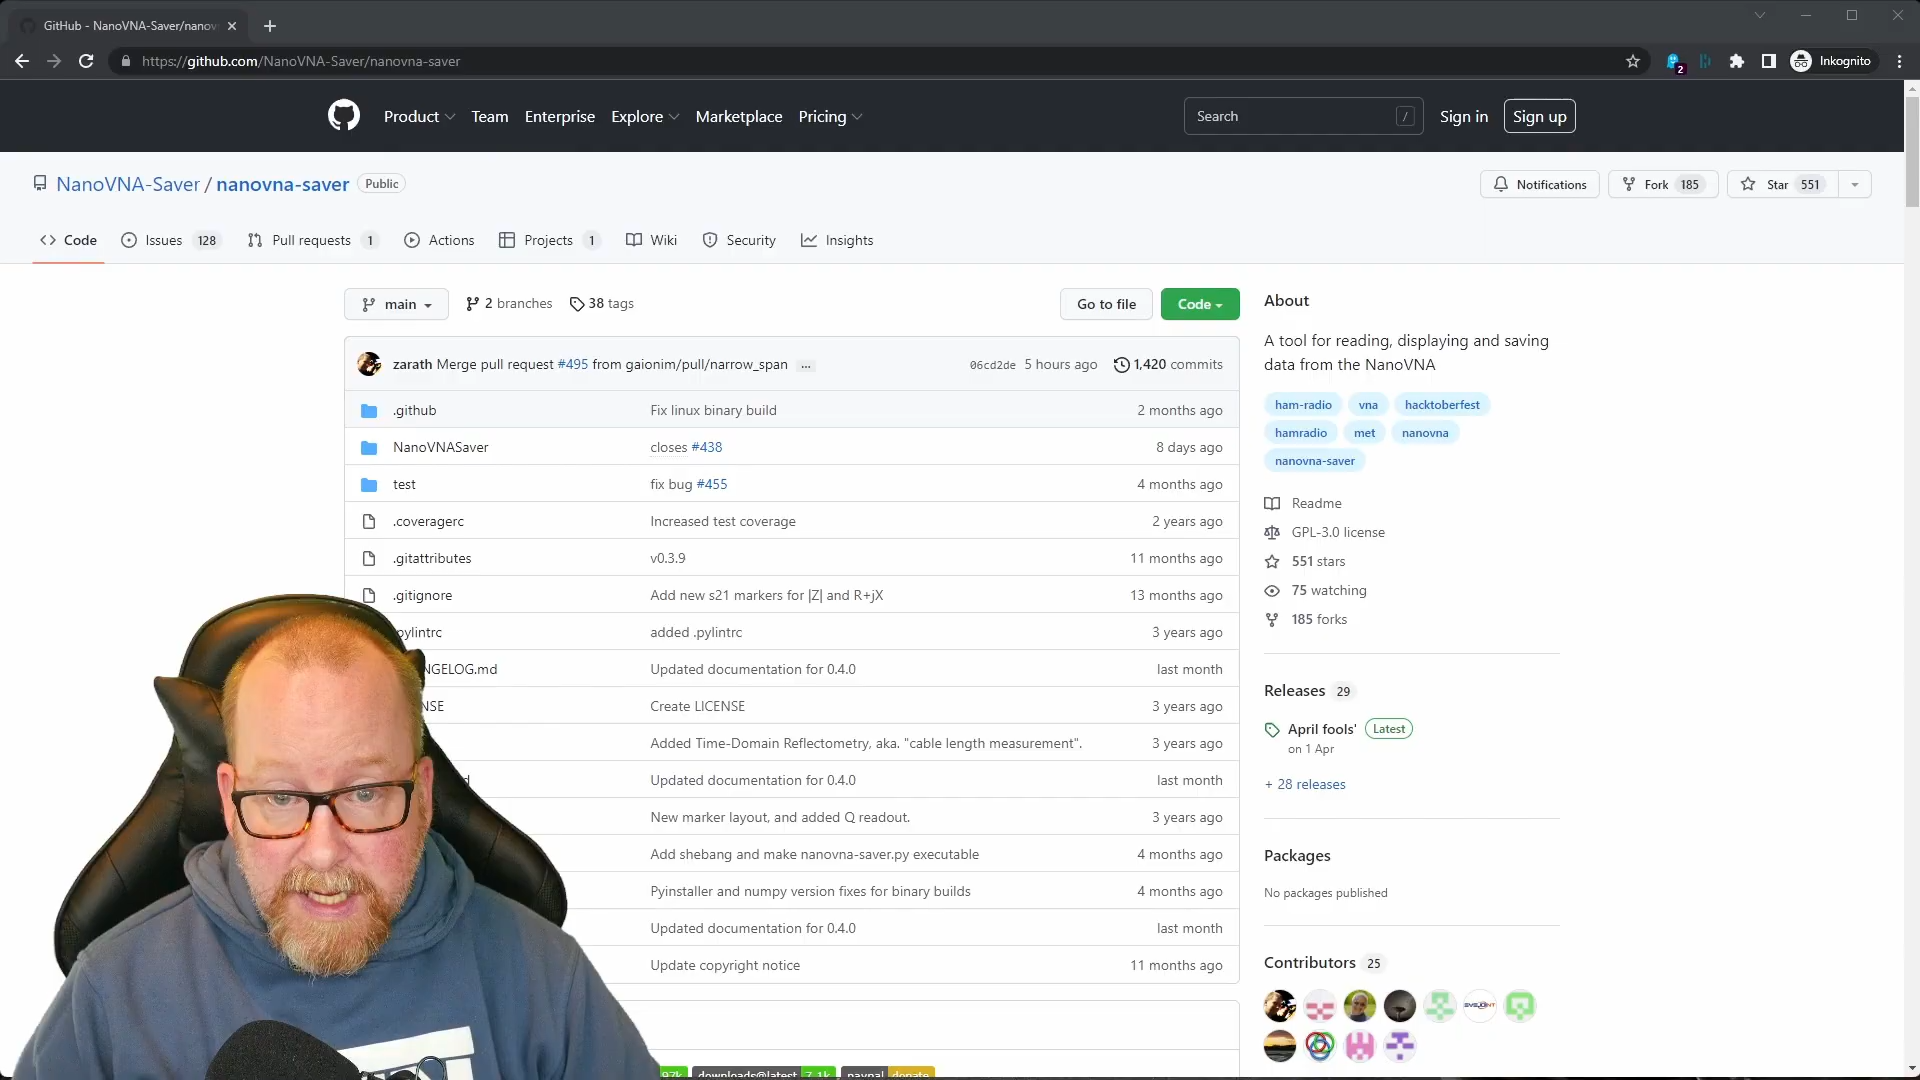 GitHub - NanoVNA-Saver/nanov
https://github.com/NanoVNA-Saver/nanovna-saver
2
Inkognito
Product
Team
Enterprise
Explore
Marketplace
Pricing
Search /
Sign in
Sign up
NanoVNA-Saver / nanovna-saver Public
Notifications
Fork 185
Star 551
Code
Issues 128
Pull requests 1
Actions
Projects 1
Wiki
Security
Insights
main
2 branches
38 tags
Go to file
Code
zarath Merge pull request #495 from gaionim/pull/narrow_span ... 06cd2de 5 hours ago 1,420 commits
.github Fix linux binary build 2 months ago
NanoVNASaver closes #438 8 days ago
test fix bug #455 4 months ago
.coveragerc Increased test coverage 2 years ago
.gitattributes v0.3.9 11 months ago
.gitignore Add new s21 markers for |Z| and R+jX 13 months ago
pylintrc added .pylintrc 3 years ago
NGELOG.md Updated documentation for 0.4.0 last month
NSE Create LICENSE 3 years ago
Added Time-Domain Reflectometry, aka. "cable length measurement". 3 years ago
d Updated documentation for 0.4.0 last month
New marker layout, and added Q readout. 3 years ago
Add shebang and make nanovna-saver.py executable 4 months ago
Pyinstaller and numpy version fixes for binary builds 4 months ago
Updated documentation for 0.4.0 last month
Update copyright notice 11 months ago
97k downloads@latest 7.1k paypal donate
About
A tool for reading, displaying and saving
data from the NanoVNA
ham-radio vna hacktoberfest
hamradio met nanovna
nanovna-saver
Readme
GPL-3.0 license
551 stars
75 watching
185 forks
Releases 29
April fools' Latest
on 1 Apr
+ 28 releases
Packages
No packages published
Contributors 25